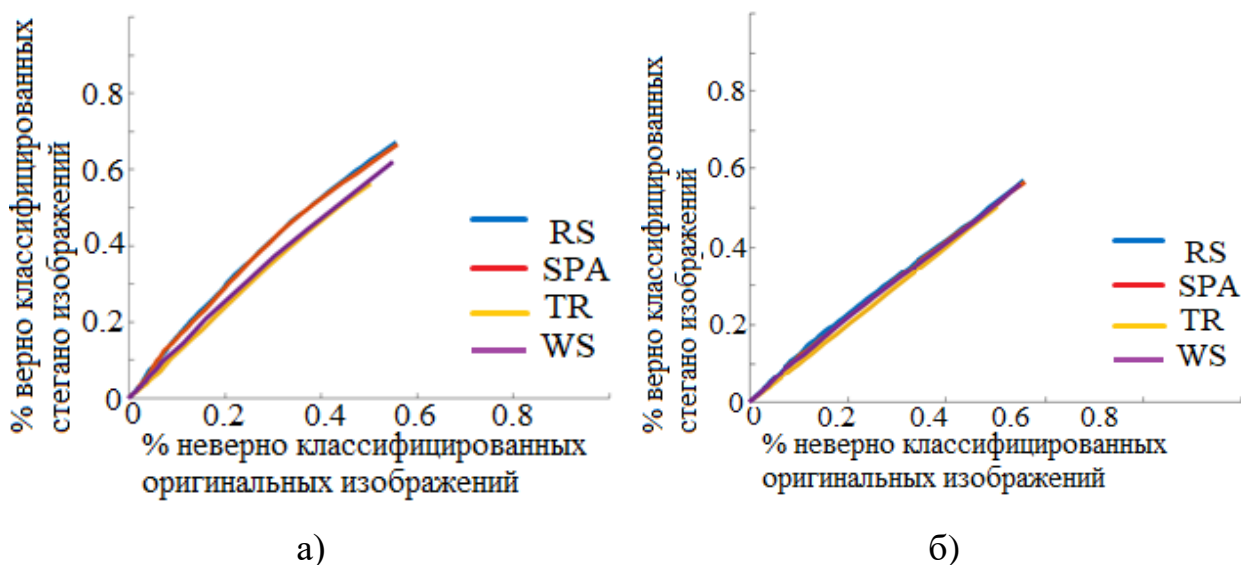 % верно классифицированных
стегано изображений
0.8
0.6
0.4
0.2
0
0
0.2
0.4
0.6
0.8
% неверно классифицированных
оригинальных изображений
RS
SPA
TR
WS
а)
% верно классифицированных
стегано изображений
0.8
0.6
0.4
0.2
0
0
0.2
0.4
0.6
0.8
% неверно классифицированных
оригинальных изображений
RS
SPA
TR
WS
б)